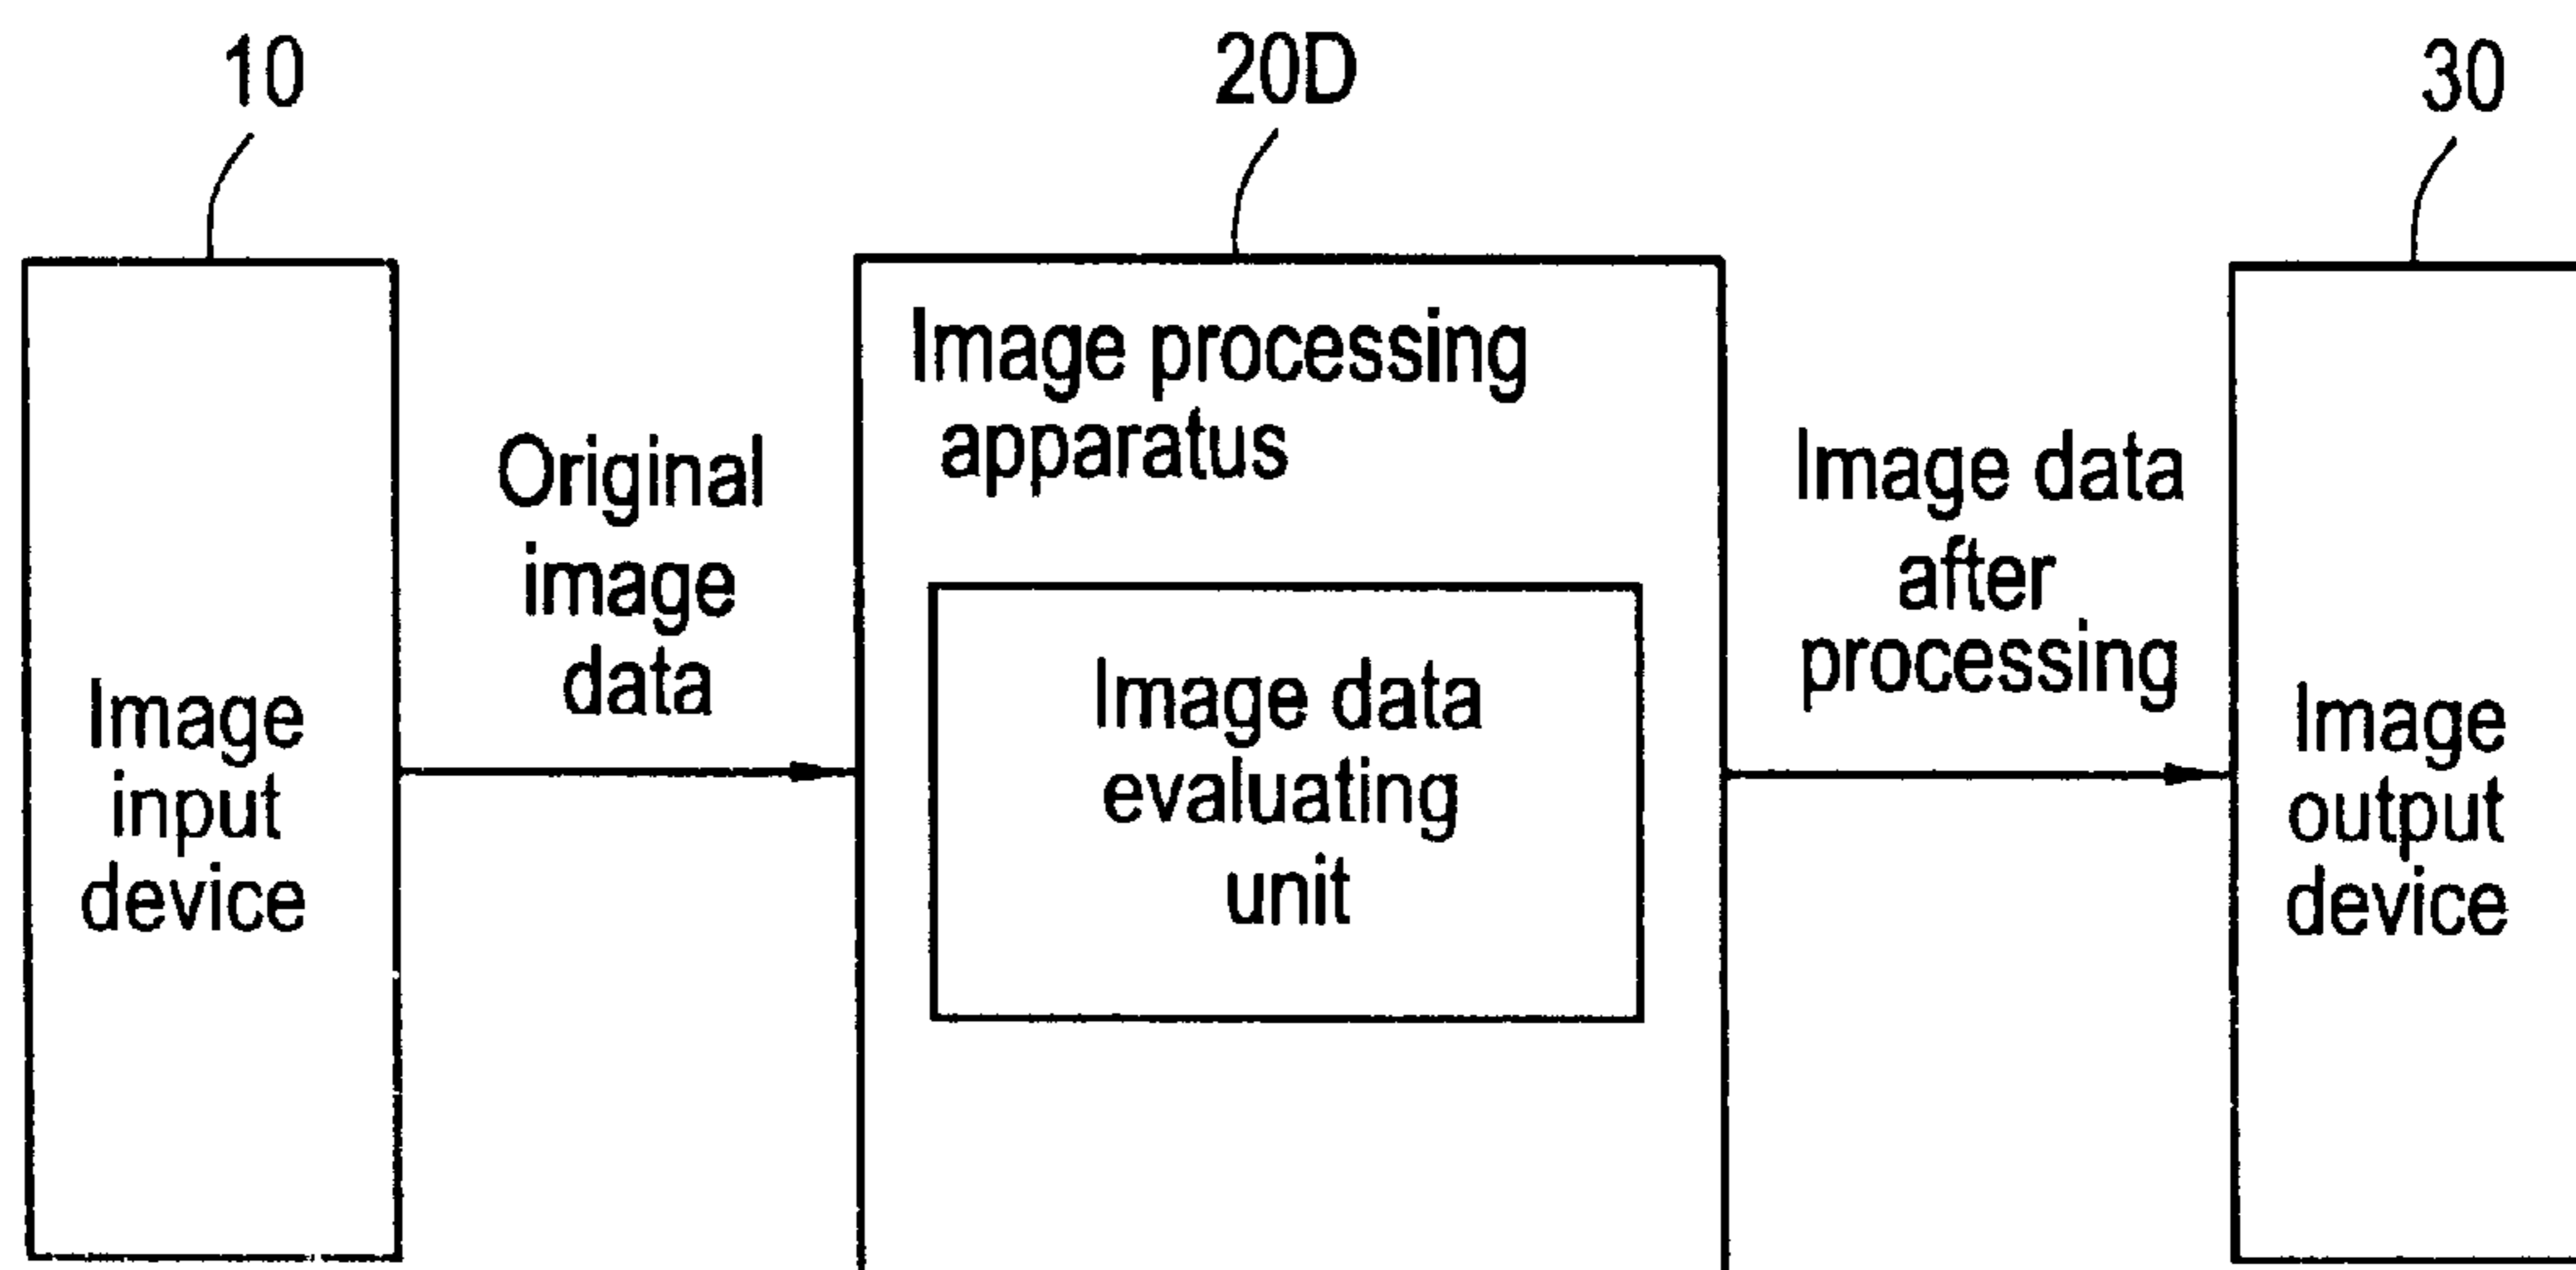 10
20D
30
Image
input
device
Original
image
data
Image processing
apparatus
Image data
evaluating
unit
Image data
after
processing
Image
output
device